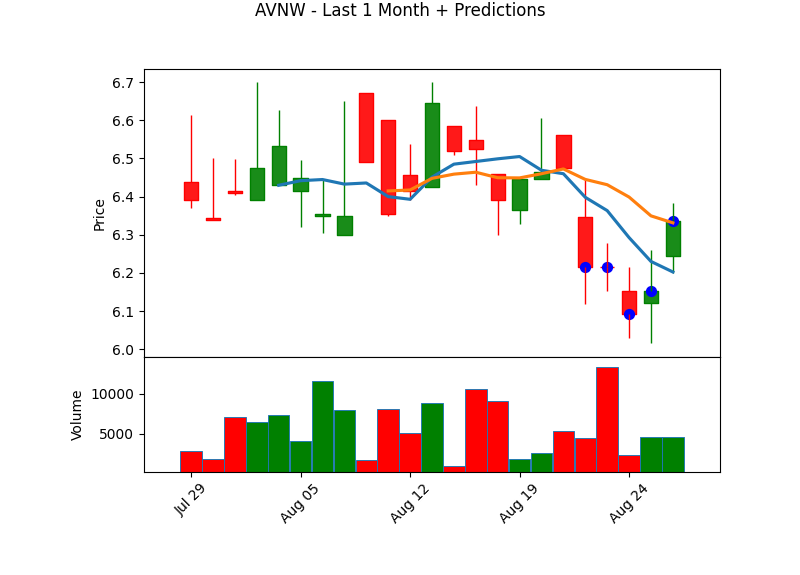 AVNW - Last 1 Month + Predictions
6.7
6.6
6.5
6.4
6.3
6.2
6.1
6.0
Price
10000
5000
Volume
Jul 29
Aug 05
Aug 12
Aug 19
Aug 24